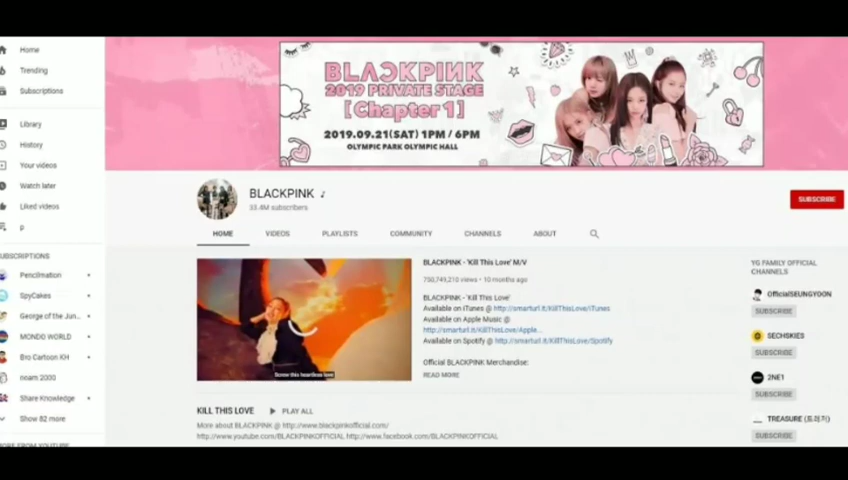 Home
Trending
Subscriptions
Library
History
Your videos
Watch later
Liked videos
p
UBSCRIPTIONS
Pencilmation
SpyCakes
George of the Jun...
MONDO WORLD
Bro Cartoon KH
neam 2000
Share Knowledge
Show 82 more
BLACKPINK
2019 PRIVATE STAGE
[Chapter 1]
2019.09.21(SAT) 1PM / 6PM
OLYMPIC PARK OLYMPIC HALL
BLACKPINK ♪
33.4M subscribers
SUBSCRIBE
HOME VIDEOS PLAYLISTS COMMUNITY CHANNELS ABOUT
Screw this heartless love
BLACKPINK - 'Kill This Love' M/V
750,749,210 views • 10 months ago
BLACKPINK - 'Kill This Love'
Available on iTunes @ http://smarturl.it/KillThisLove/iTunes
Available on Apple Music @
http://smarturl.it/KillThisLove/Apple...
Available on Spotify @ http://smarturl.it/KillThisLove/Spotify
Official BLACKPINK Merchandise:
READ MORE
KILL THIS LOVE PLAY ALL
More about BLACKPINK @ http://www.blackpinkofficial.com/
http://www.youtube.com/BLACKPINKOFFICIAL http://www.facebook.com/BLACKPINKOFFICIAL
YG FAMILY OFFICIAL
CHANNELS
OfficialSEUNGYOON
SUBSCRIBE
SECHSKIES
SUBSCRIBE
2NE1
SUBSCRIBE
TREASURE (트레저)
SUBSCRIBE